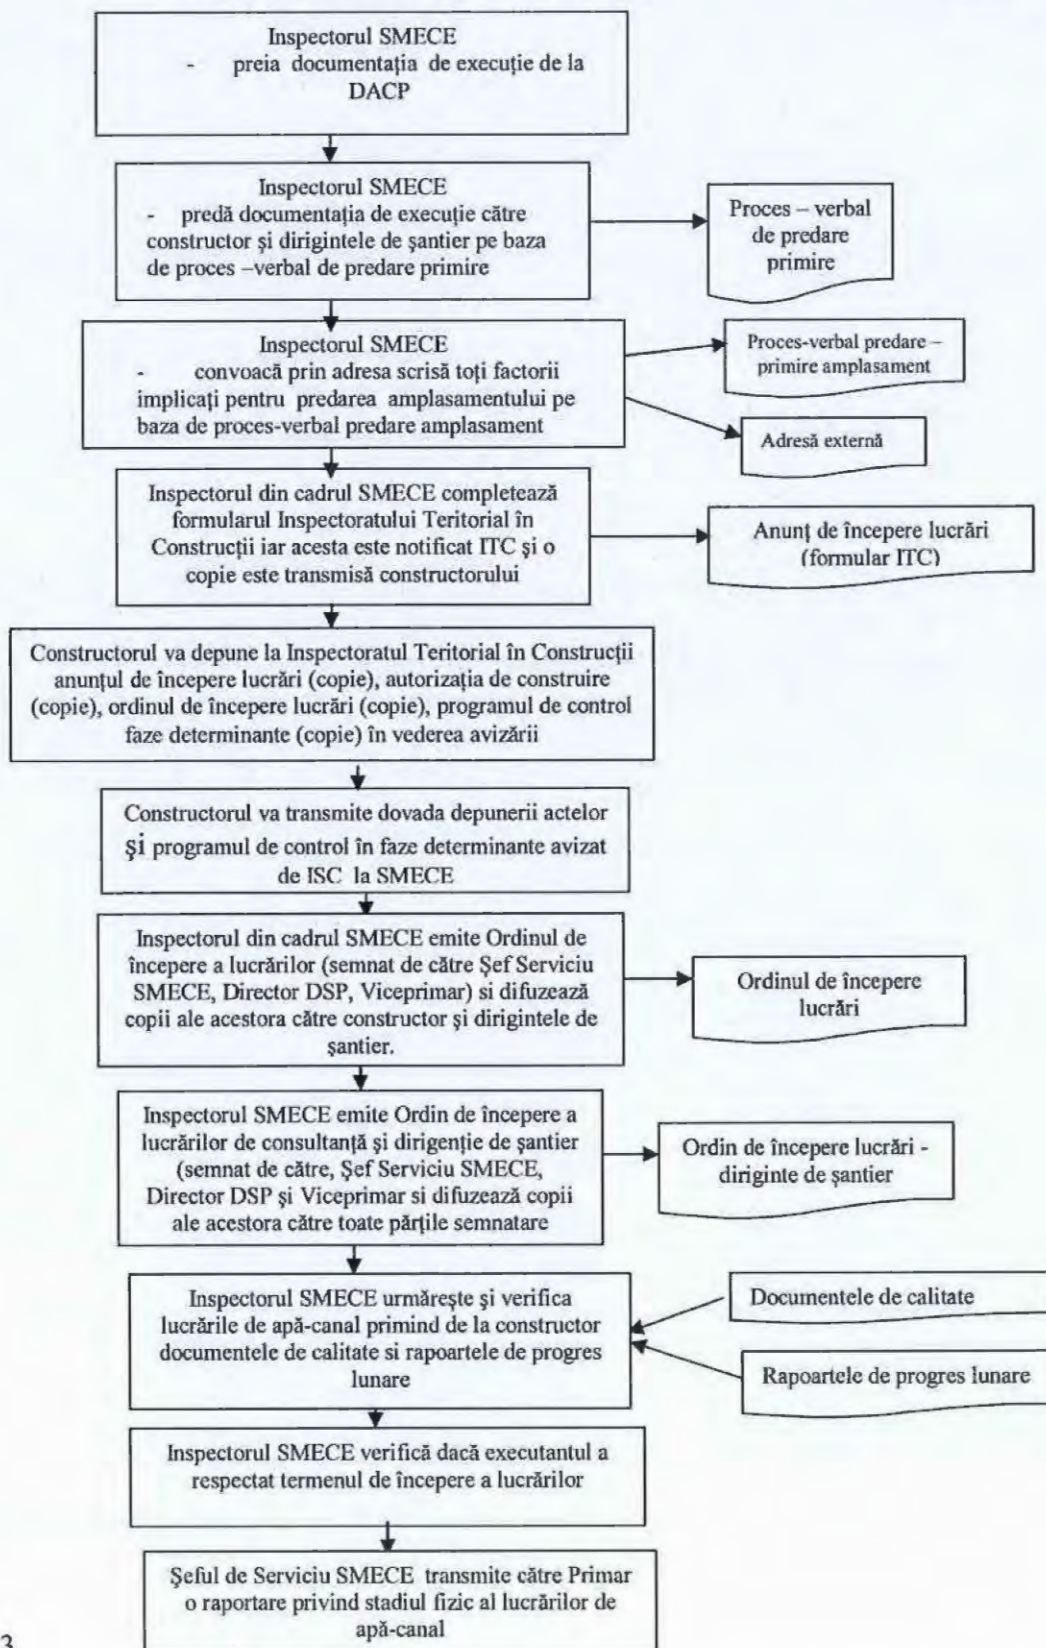 Inspectorul SMECE
- preia documentația de execuție de la
DACP
Inspectorul SMECE
- predă documentația de execuție către
constructor și dirigintele de șantier pe baza
de proces –verbal de predare primire
Proces – verbal
de predare
primire
Inspectorul SMECE
- convoacă prin adresa scrisă toți factorii
implicați pentru predarea amplasamentului pe
baza de proces-verbal predare amplasament
Proces-verbal predare –
primire amplasament
Adresă externă
Inspectorul din cadrul SMECE completează
formularul Inspectoratului Teritorial în
Construcții iar acesta este notificat ITC și o
copie este transmisă constructorului
Anunț de începere lucrări
(formular ITC)
Constructorul va depune la Inspectoratul Teritorial în Construcții
anunțul de începere lucrări (copie), autorizația de construire
(copie), ordinul de începere lucrări (copie), programul de control
faze determinante (copie) în vederea avizării
Constructorul va transmite dovada depunerii actelor
și programul de control în faze determinante avizat
de ISC la SMECE
Inspectorul din cadrul SMECE emite Ordinul de
începere a lucrărilor (semnat de către Șef Serviciu
SMECE, Director DSP, Viceprimar) si difuzează
copii ale acestora către constructor și dirigintele de
șantier.
Ordinul de începere
lucrări
Inspectorul SMECE emite Ordin de începere a
lucrărilor de consultanță și dirigenție de șantier
(semnat de către, Șef Serviciu SMECE,
Director DSP și Viceprimar si difuzează copii
ale acestora către toate părțile semnatare
Ordin de începere lucrări -
diriginte de șantier
Inspectorul SMECE urmărește și verifica
lucrările de apă-canal primind de la constructor
documentele de calitate si rapoartele de progres
lunare
Documentele de calitate
Rapoartele de progres lunare
Inspectorul SMECE verifică dacă executantul a
respectat termenul de începere a lucrărilor
Șeful de Serviciu SMECE transmite către Primar
o raportare privind stadiul fizic al lucrărilor de
apă-canal
3